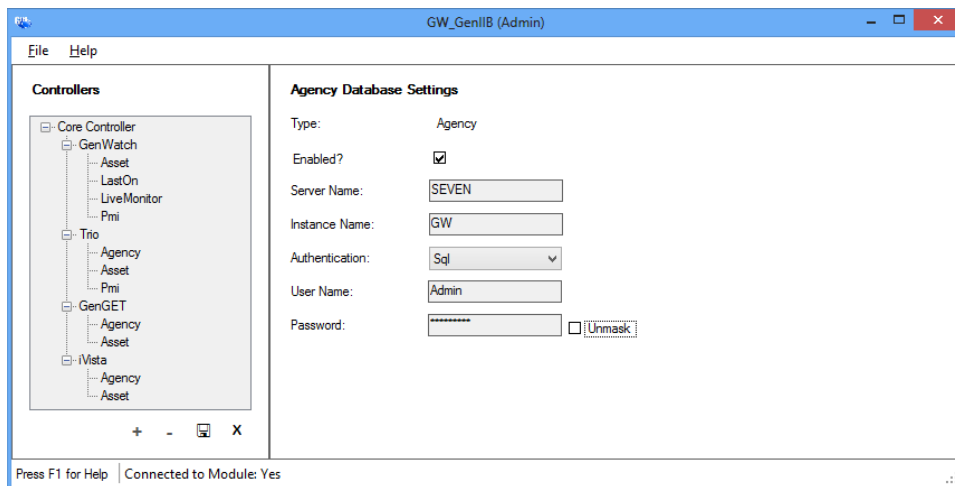 GW_GenIIB (Admin)
File Help
Controllers
Core Controller
GenWatch
Asset
LastOn
LiveMonitor
Pmi
Trio
Agency
Asset
Pmi
GenGET
Agency
Asset
iVista
Agency
Asset
+ - X
Agency Database Settings
Type: Agency
Enabled?
Server Name: SEVEN
Instance Name: GW
Authentication: Sql
User Name: Admin
Password: *********
Unmask
Press F1 for Help Connected to Module: Yes